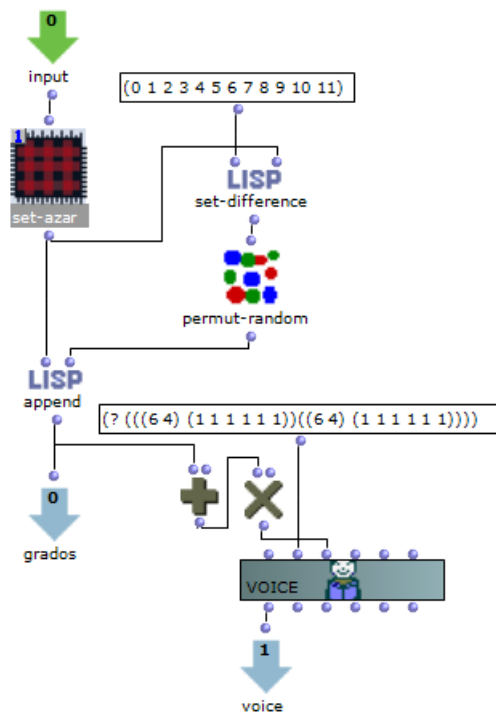 0
input
(0 1 2 3 4 5 6 7 8 9 10 11)
1
set-azar
LISP
set-difference
permut-random
LISP
append
(? (((6 4) (1 1 1 1 1 1))((6 4) (1 1 1 1 1 1))))
0
grados
VOICE
1
voice